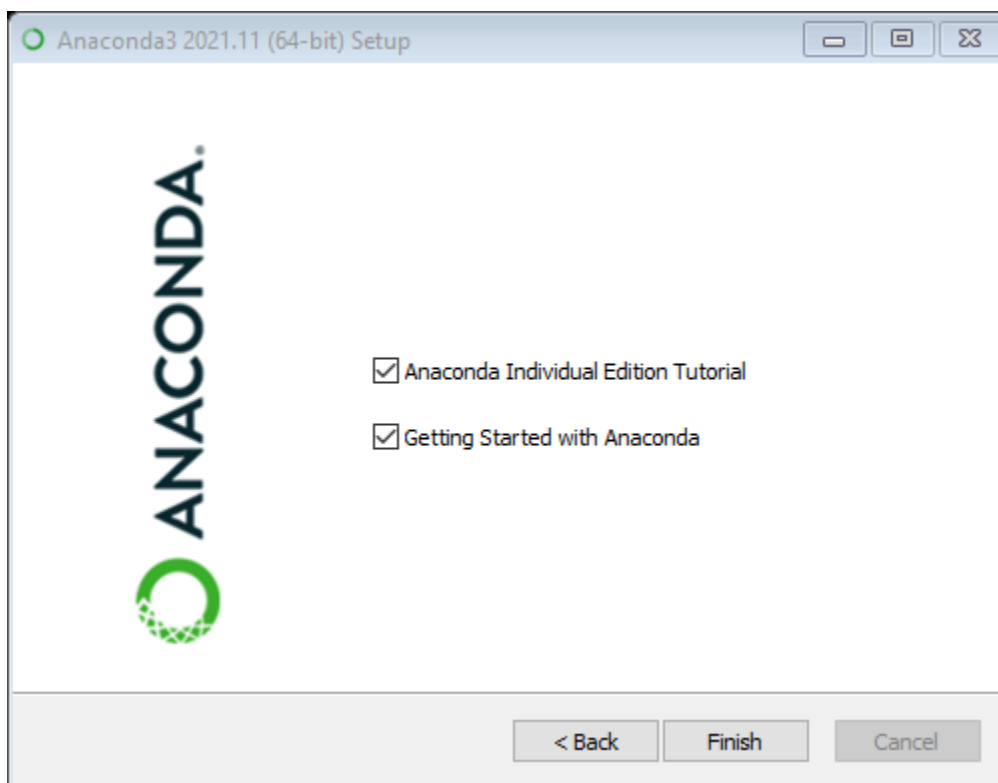 Anaconda3 2021.11 (64-bit) Setup
ANACONDA.
Anaconda Individual Edition Tutorial
Getting Started with Anaconda
< Back
Finish
Cancel